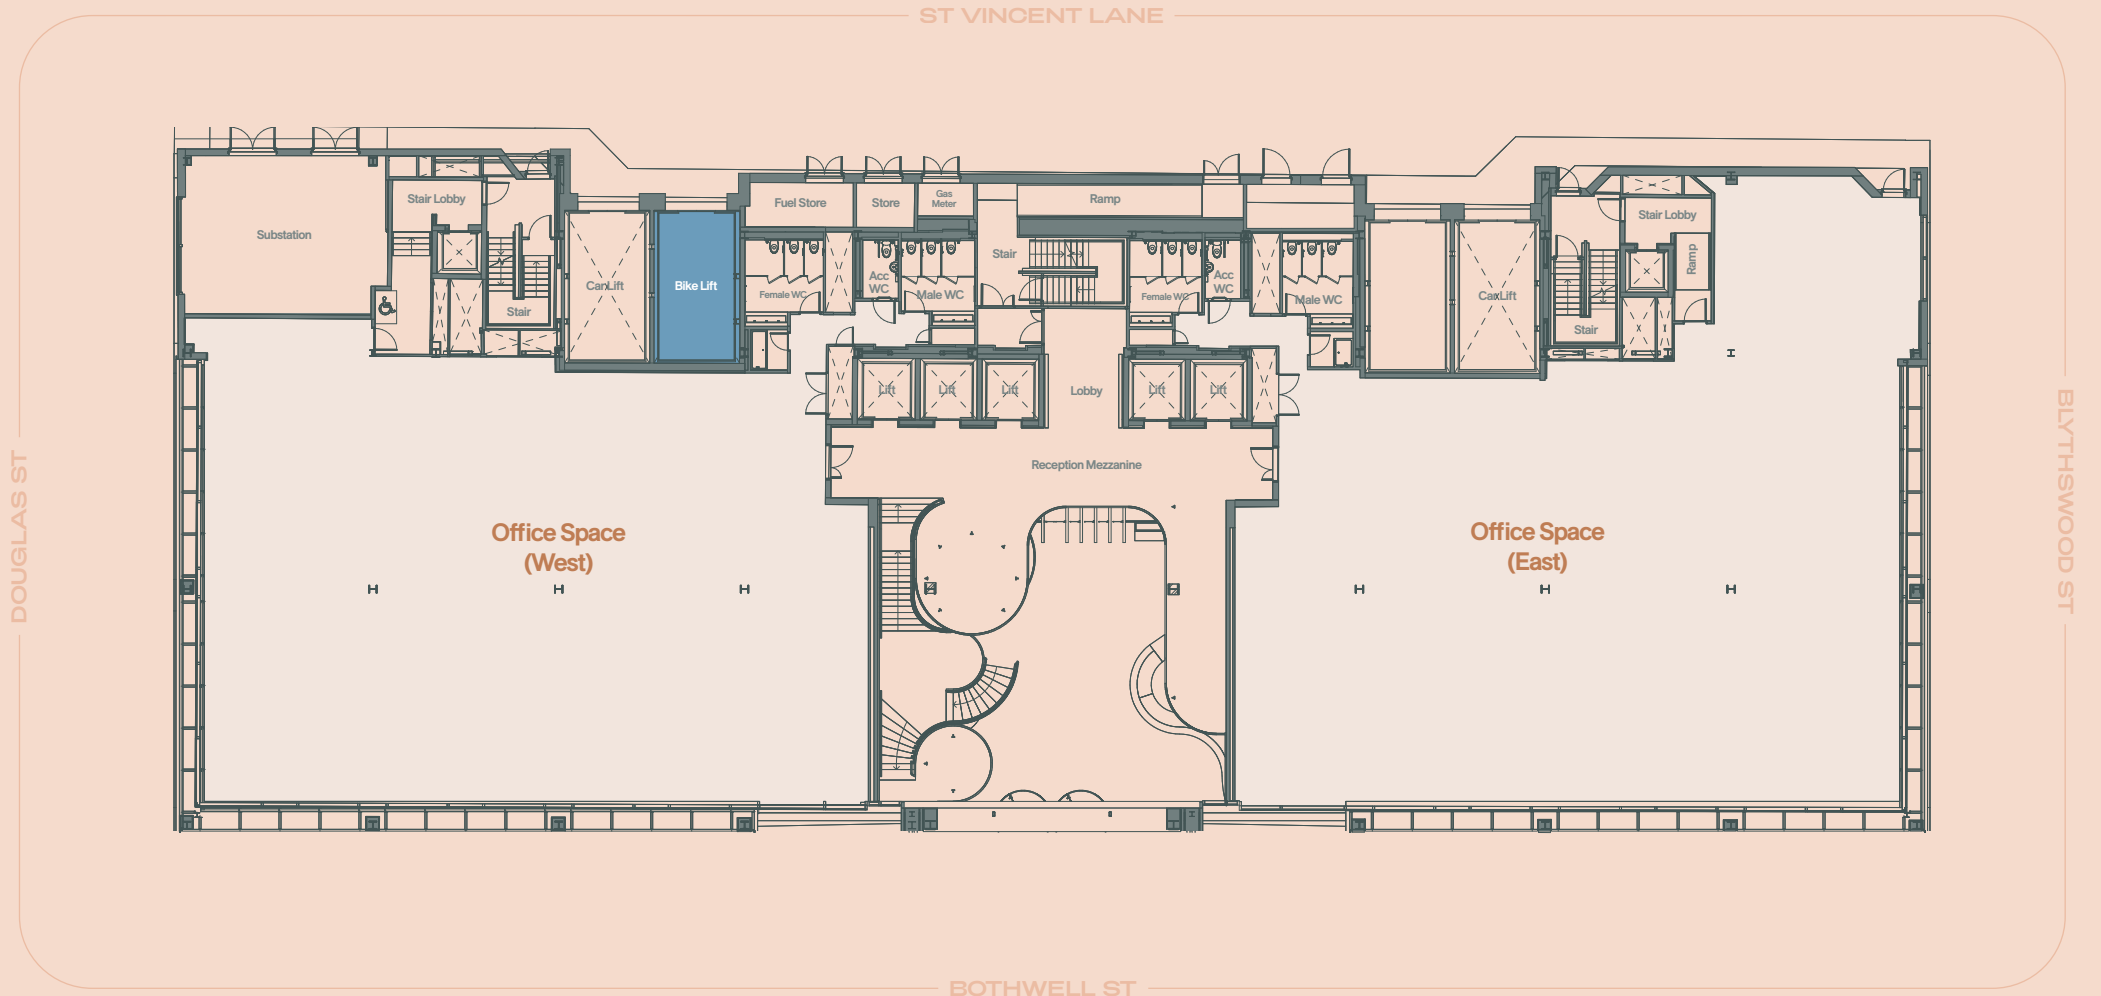 ST VINCENT LANE
DOUGLAS ST
BLYTHSWOOD ST
Substation
Stair Lobby
Stair
Car Lift
Bike Lift
Fuel Store
Store
Gas
Meter
Ramp
Female WC
Acc
WC
Male WC
Stair
Female WC
Acc
WC
Male WC
Car Lift
Stair
Stair Lobby
Ramp
Lift
Lift
Lift
Lobby
Lift
Lift
Reception Mezzanine
Office Space
(West)
Office Space
(East)
BOTHWELL ST